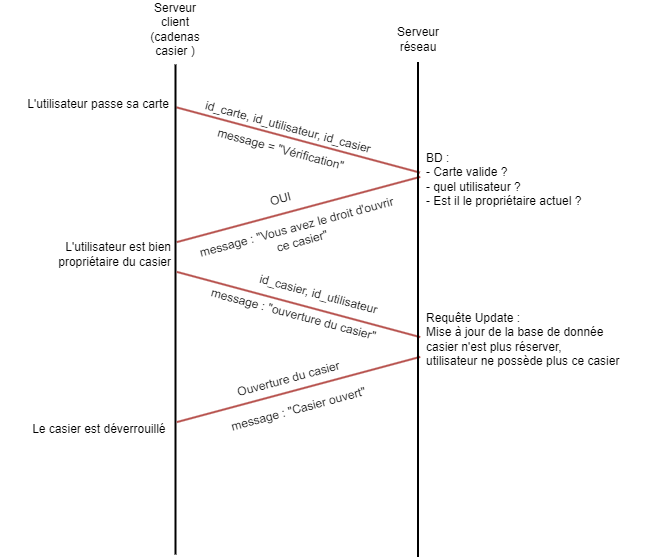 Serveur
client
(cadenas
casier )
Serveur
réseau
L'utilisateur passe sa carte
id_carte, id_utilisateur, id_casier
message = "Vérification"
BD :
- Carte valide ?
- quel utilisateur ?
- Est il le propriétaire actuel ?
OUI
message : "Vous avez le droit d'ouvrir
ce casier"
L'utilisateur est bien
propriétaire du casier
id_casier, id_utilisateur
message : "ouverture du casier"
Requête Update :
Mise à jour de la base de donnée
casier n'est plus réserver,
utilisateur ne possède plus ce casier
Ouverture du casier
message : "Casier ouvert"
Le casier est déverrouillé